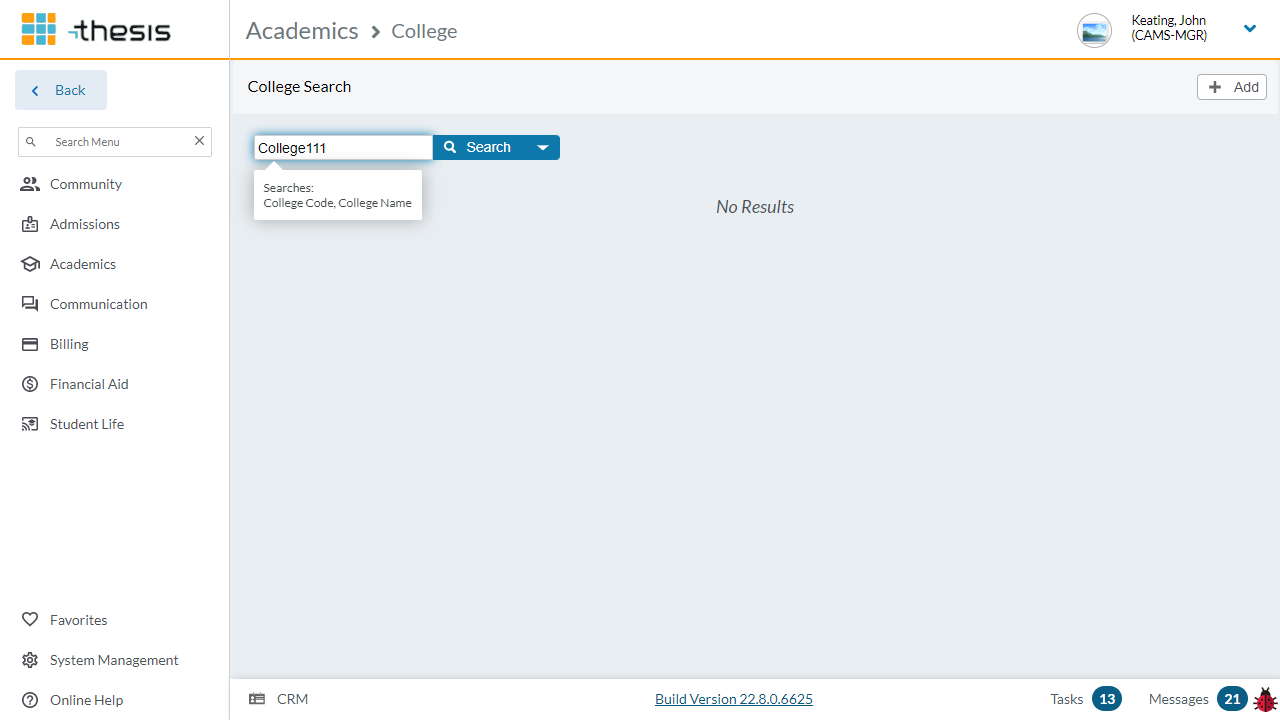 thesis
Academics > College
Keating, John
(CAMS-MGR)
Back
College Search
Add
Search Menu
College111
Search
Searches:
College Code, College Name
No Results
Community
Admissions
Academics
Communication
Billing
Financial Aid
Student Life
Favorites
System Management
Online Help
CRM
Build Version 22.8.0.6625
Tasks 13
Messages 21